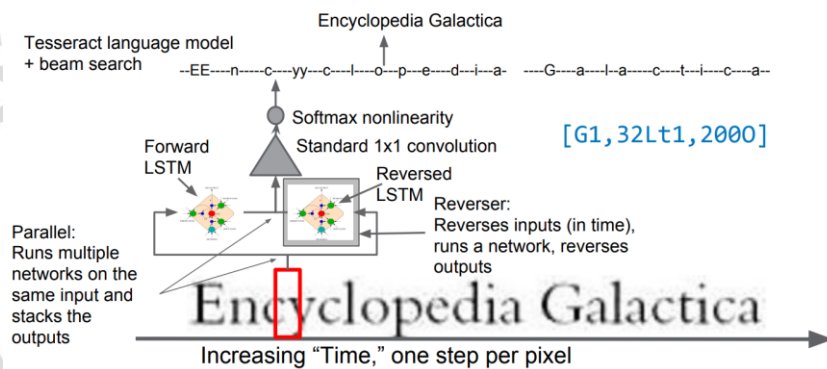 Encyclopedia Galactica
Tesseract language model
+ beam search
--EE----n----c---yy---c---l---o---p---e---d---i---a- ----G---a---l---a---c---t---i---c---a--
Softmax nonlinearity
Standard 1x1 convolution
[G1,32Lt1,200O]
Forward
LSTM
Reversed
LSTM
Reverser:
Reverses inputs (in time),
runs a network, reverses
outputs
Parallel:
Runs multiple
networks on the
same input and
stacks the
outputs
Encyclopedia Galactica
Increasing “Time,” one step per pixel